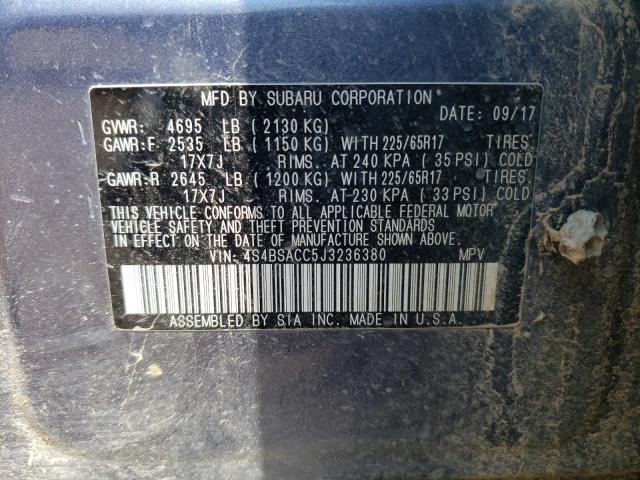 MFD BY SUBARU CORPORATION
DATE: 09/17
GVWR: 4695 LB ( 2130 KG)
GAWR:F 2535 LB ( 1150 KG) WITH 225/65R17 TIRES
17X7J RIMS. AT 240 KPA ( 35 PSI) COLD
GAWR:R 2645 LB ( 1200 KG) WITH 225/65R17 TIRES.
17X7J RIMS. AT 230 KPA ( 33 PSI) COLD
THIS VEHICLE CONFORMS TO ALL APPLICABLE FEDERAL MOTOR
VEHICLE SAFETY AND THEFT PREVENTION STANDARDS
IN EFFECT ON THE DATE OF MANUFACTURE SHOWN ABOVE.
VIN: 4S4BSACC5J3236380 MPV
ASSEMBLED BY SIA INC. MADE IN U.S.A.